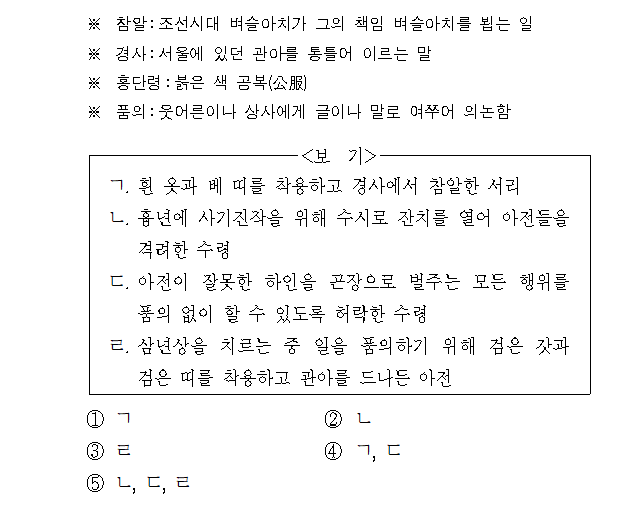 ※ 참알:조선시대 벼슬아치가 그의 책임 벼슬아치를 뵙는 일
※ 경사:서울에 있던 관아를 통틀어 이르는 말
※ 홍단령:붉은 색 공복(公服)
※ 품의:웃어른이나 상사에게 글이나 말로 여쭈어 의논함
<보 기>
ㄱ. 흰 옷과 베 띠를 착용하고 경사에서 참알한 서리
ㄴ. 흉년에 사기진작을 위해 수시로 잔치를 열어 아전들을
격려한 수령
ㄷ. 아전이 잘못한 하인을 곤장으로 벌주는 모든 행위를
품의 없이 할 수 있도록 허락한 수령
ㄹ. 삼년상을 치르는 중 일을 품의하기 위해 검은 갓과
검은 띠를 착용하고 관아를 드나든 아전
① ㄱ ② ㄴ
③ ㄹ ④ ㄱ, ㄷ
⑤ ㄴ, ㄷ, ㄹ